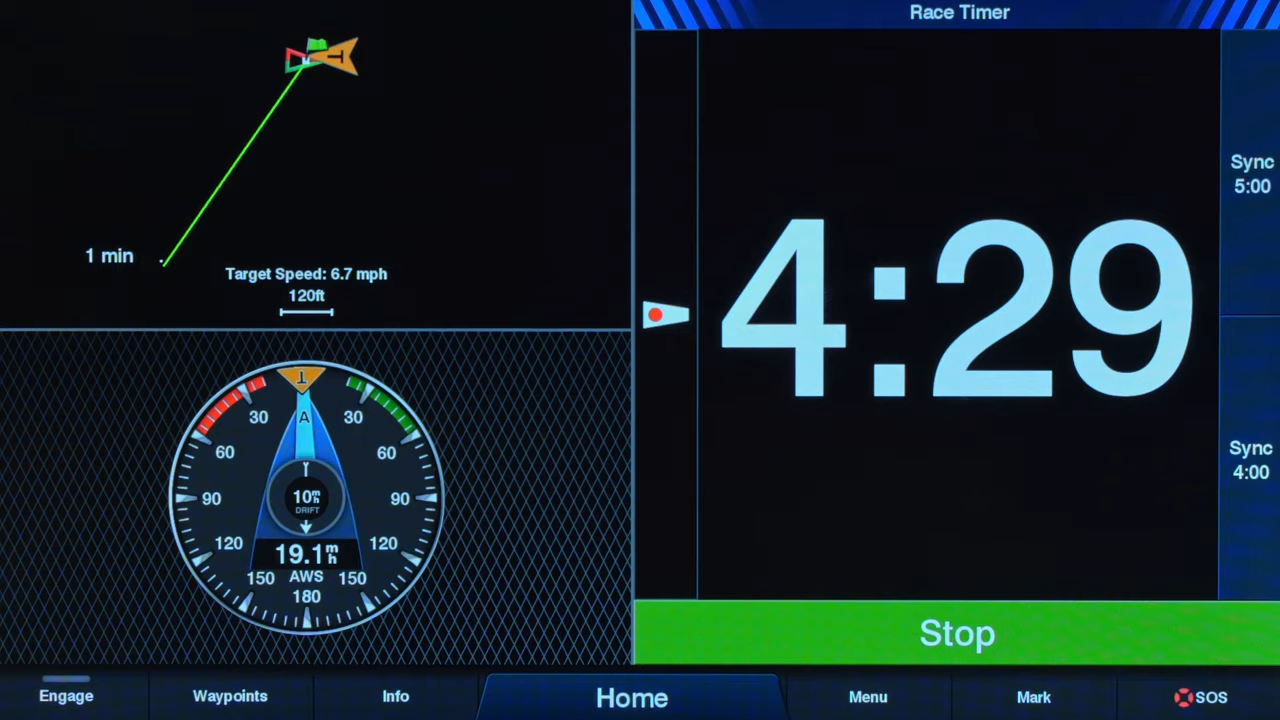 Race Timer
T
1 min
Target Speed: 6.7 mph
120ft
4:29
Sync
5:00
Sync
4:00
T
A
30
30
60
60
90
90
10mh
DRIFT
120
120
19.1mh
150
AWS
150
180
Stop
Engage
Waypoints
Info
Home
Menu
Mark
SOS